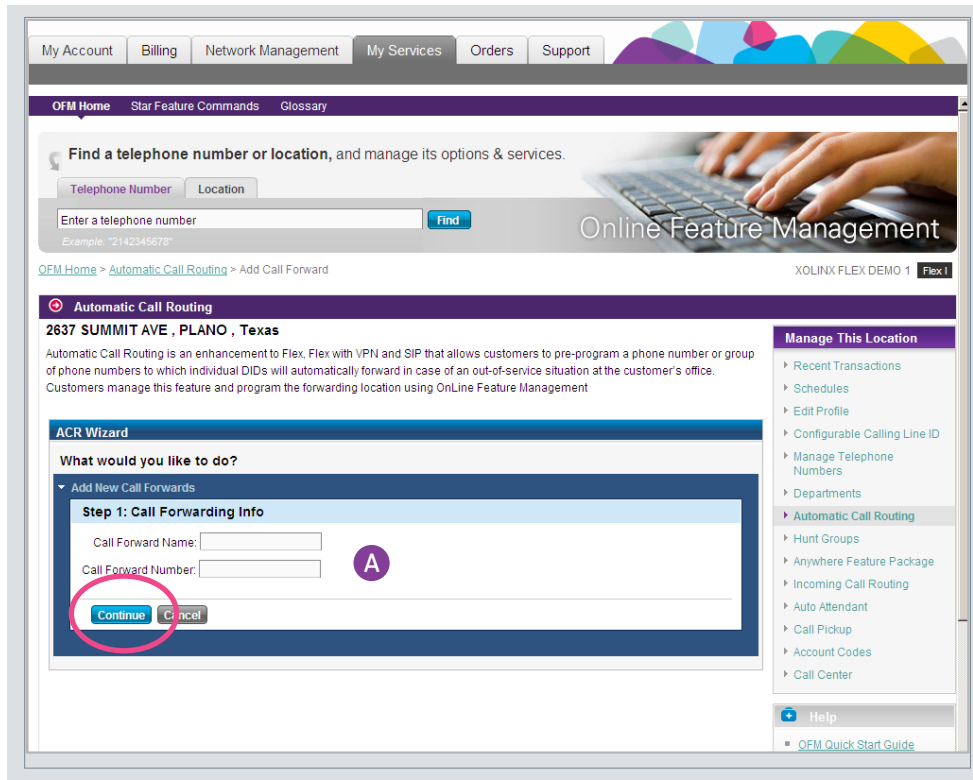 My Account Billing Network Management My Services Orders Support
OFM Home Star Feature Commands Glossary
Find a telephone number or location, and manage its options & services.
Telephone Number Location
Enter a telephone number Find
Example: "2142345678"
Online Feature Management
OFM Home > Automatic Call Routing > Add Call Forward
XOLINX FLEX DEMO 1 Flex I
Automatic Call Routing
2637 SUMMIT AVE , PLANO , Texas
Automatic Call Routing is an enhancement to Flex, Flex with VPN and SIP that allows customers to pre-program a phone number or group
of phone numbers to which individual DIDs will automatically forward in case of an out-of-service situation at the customer's office.
Customers manage this feature and program the forwarding location using OnLine Feature Management
ACR Wizard
What would you like to do?
Add New Call Forwards
Step 1: Call Forwarding Info
Call Forward Name:
Call Forward Number:
A
Continue Cancel
Manage This Location
Recent Transactions
Schedules
Edit Profile
Configurable Calling Line ID
Manage Telephone
Numbers
Departments
Automatic Call Routing
Hunt Groups
Anywhere Feature Package
Incoming Call Routing
Auto Attendant
Call Pickup
Account Codes
Call Center
Help
OFM Quick Start Guide